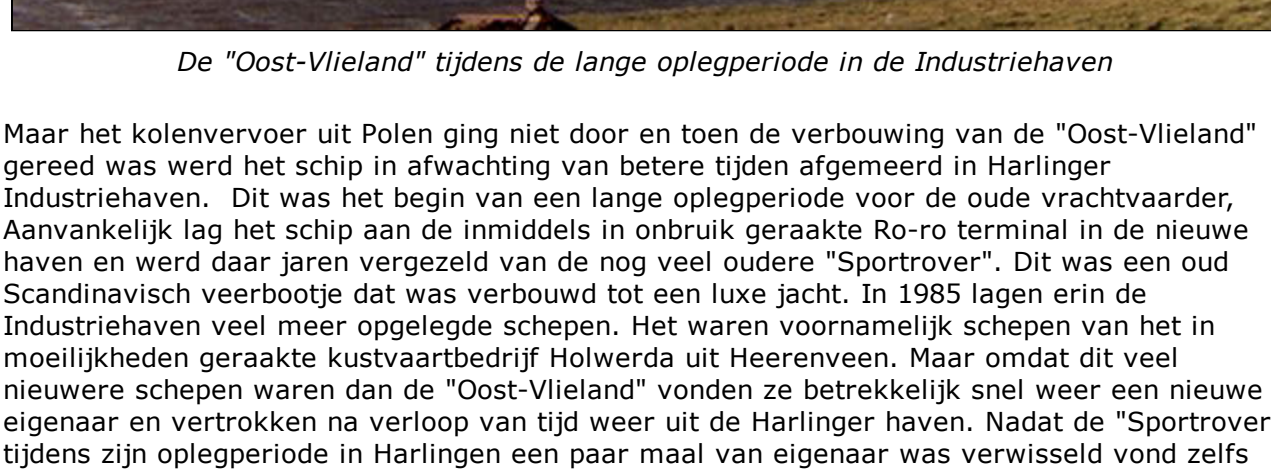 De "Oost-Vlieland" tijdens de lange oplegperiode in de Industriehaven
Maar het kolenvervoer uit Polen ging niet door en toen de verbouwing van de "Oost-Vlieland"
gereed was werd het schip in afwachting van betere tijden afgemeerd in Harlinger
Industriehaven.  Dit was het begin van een lange oplegperiode voor de oude vrachtvaarder,
Aanvankelijk lag het schip aan de inmiddels in onbruik geraakte Ro-ro terminal in de nieuwe
haven en werd daar jaren vergezeld van de nog veel oudere "Sportrover". Dit was een oud
Scandinavisch veerbootje dat was verbouwd tot een luxe jacht. In 1985 lagen erin de
Industriehaven veel meer opgelegde schepen. Het waren voornamelijk schepen van het in
moeilijkheden geraakte kustvaartbedrijf Holwerda uit Heerenveen. Maar omdat dit veel
nieuwere schepen waren dan de "Oost-Vlieland" vonden ze betrekkelijk snel weer een nieuwe
eigenaar en vertrokken na verloop van tijd weer uit de Harlinger haven. Nadat de "Sportrover
tijdens zijn oplegperiode in Harlingen een paar maal van eigenaar was verwisseld vond zelfs